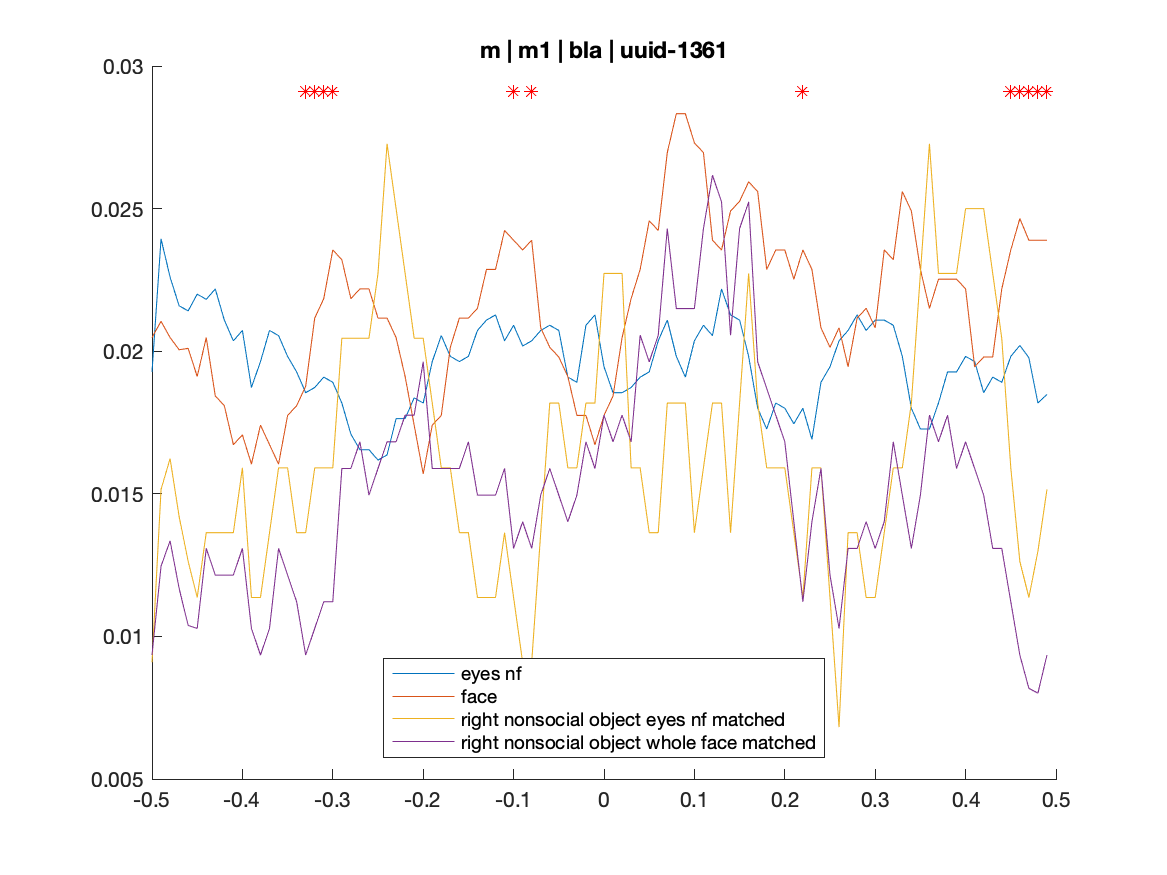 m | m1 | bla | uuid-1361
0.03
0.025
0.02
0.015
0.01
0.005
-0.5 -0.4 -0.3 -0.2 -0.1 0 0.1 0.2 0.3 0.4 0.5
eyes nf
face
right nonsocial object eyes nf matched
right nonsocial object whole face matched